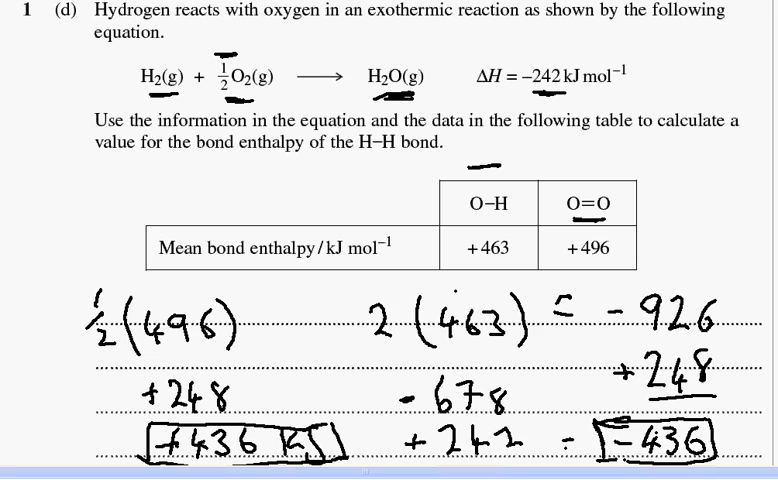 1 (d) Hydrogen reacts with oxygen in an exothermic reaction as shown by the following
equation.
H₂(g) + ½O₂(g) ⟶ H₂O(g) ΔH = −242 kJ mol⁻¹
Use the information in the equation and the data in the following table to calculate a
value for the bond enthalpy of the H−H bond.
O−H O=O
Mean bond enthalpy / kJ mol⁻¹ +463 +496
½(496) 2(463) = -926
+248
+248 - 678
+436 kJ + 242 = -436